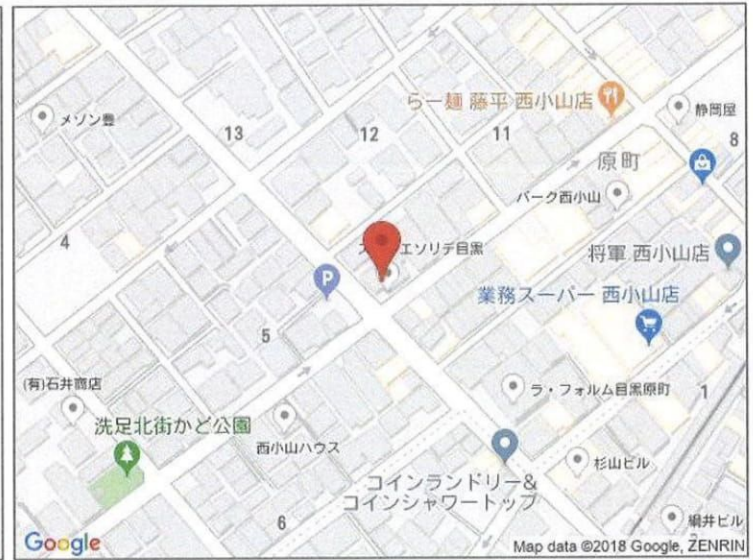 らー麺 藤平 西小山店
静岡屋
メゾン豊
13
12
11
8
原町
パーク西小山
4
エソリテ目黒
将軍 西小山店
P
業務スーパー 西小山店
5
(有)石井商店
ラ・フォルム目黒原町
1
洗足北街かど公園
西小山ハウス
杉山ビル
コインランドリー&
コインシャワートップ
6
綱井ビル
Google
Map data ©2018 Google, ZENRIN